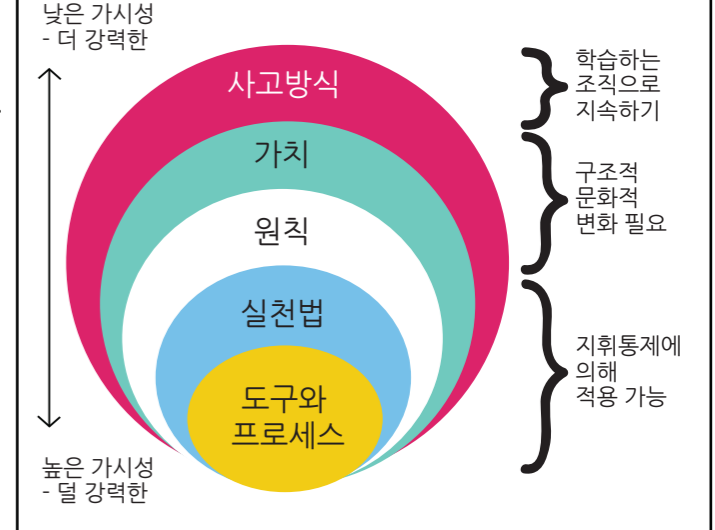 낮은 가시성
- 더 강력한
사고방식
학습하는
조직으로
지속하기
가치
구조적
문화적
변화 필요
원칙
실천법
지휘통제에
의해
적용 가능
도구와
프로세스
높은 가시성
- 덜 강력한